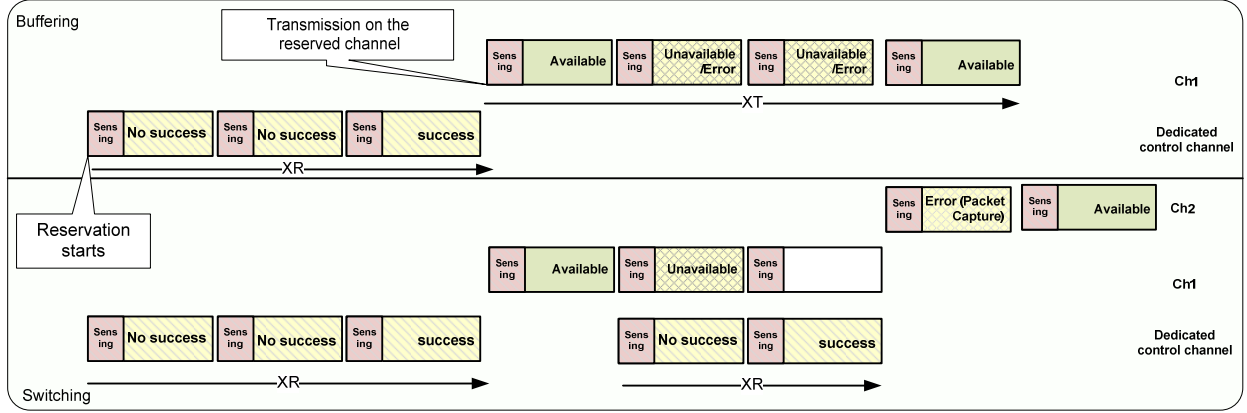 Buffering
Transmission on the
reserved channel
Sens
ing
Available
Sens
ing
Unavailable
/Error
Sens
ing
Unavailable
/Error
Sens
ing
Available
Ch1
XT
Sens
ing
No success
Sens
ing
No success
Sens
ing
success
Dedicated
control channel
XR
Reservation
starts
Sens
ing
Error (Packet
Capture)
Sens
ing
Available
Ch2
Sens
ing
Available
Sens
ing
Unavailable
Sens
ing
Ch1
Sens
ing
No success
Sens
ing
No success
Sens
ing
success
Sens
ing
No success
Sens
ing
success
Dedicated
control channel
XR
XR
Switching